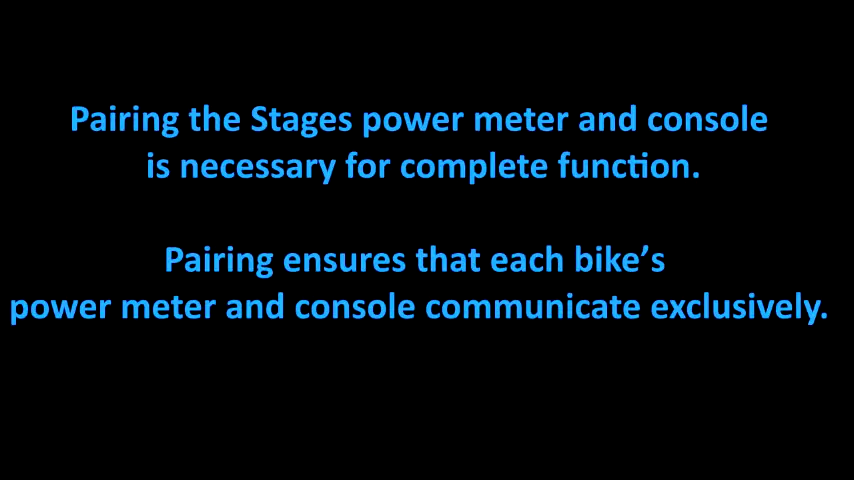 Pairing the Stages power meter and console
is necessary for complete function.
Pairing ensures that each bike’s
power meter and console communicate exclusively.